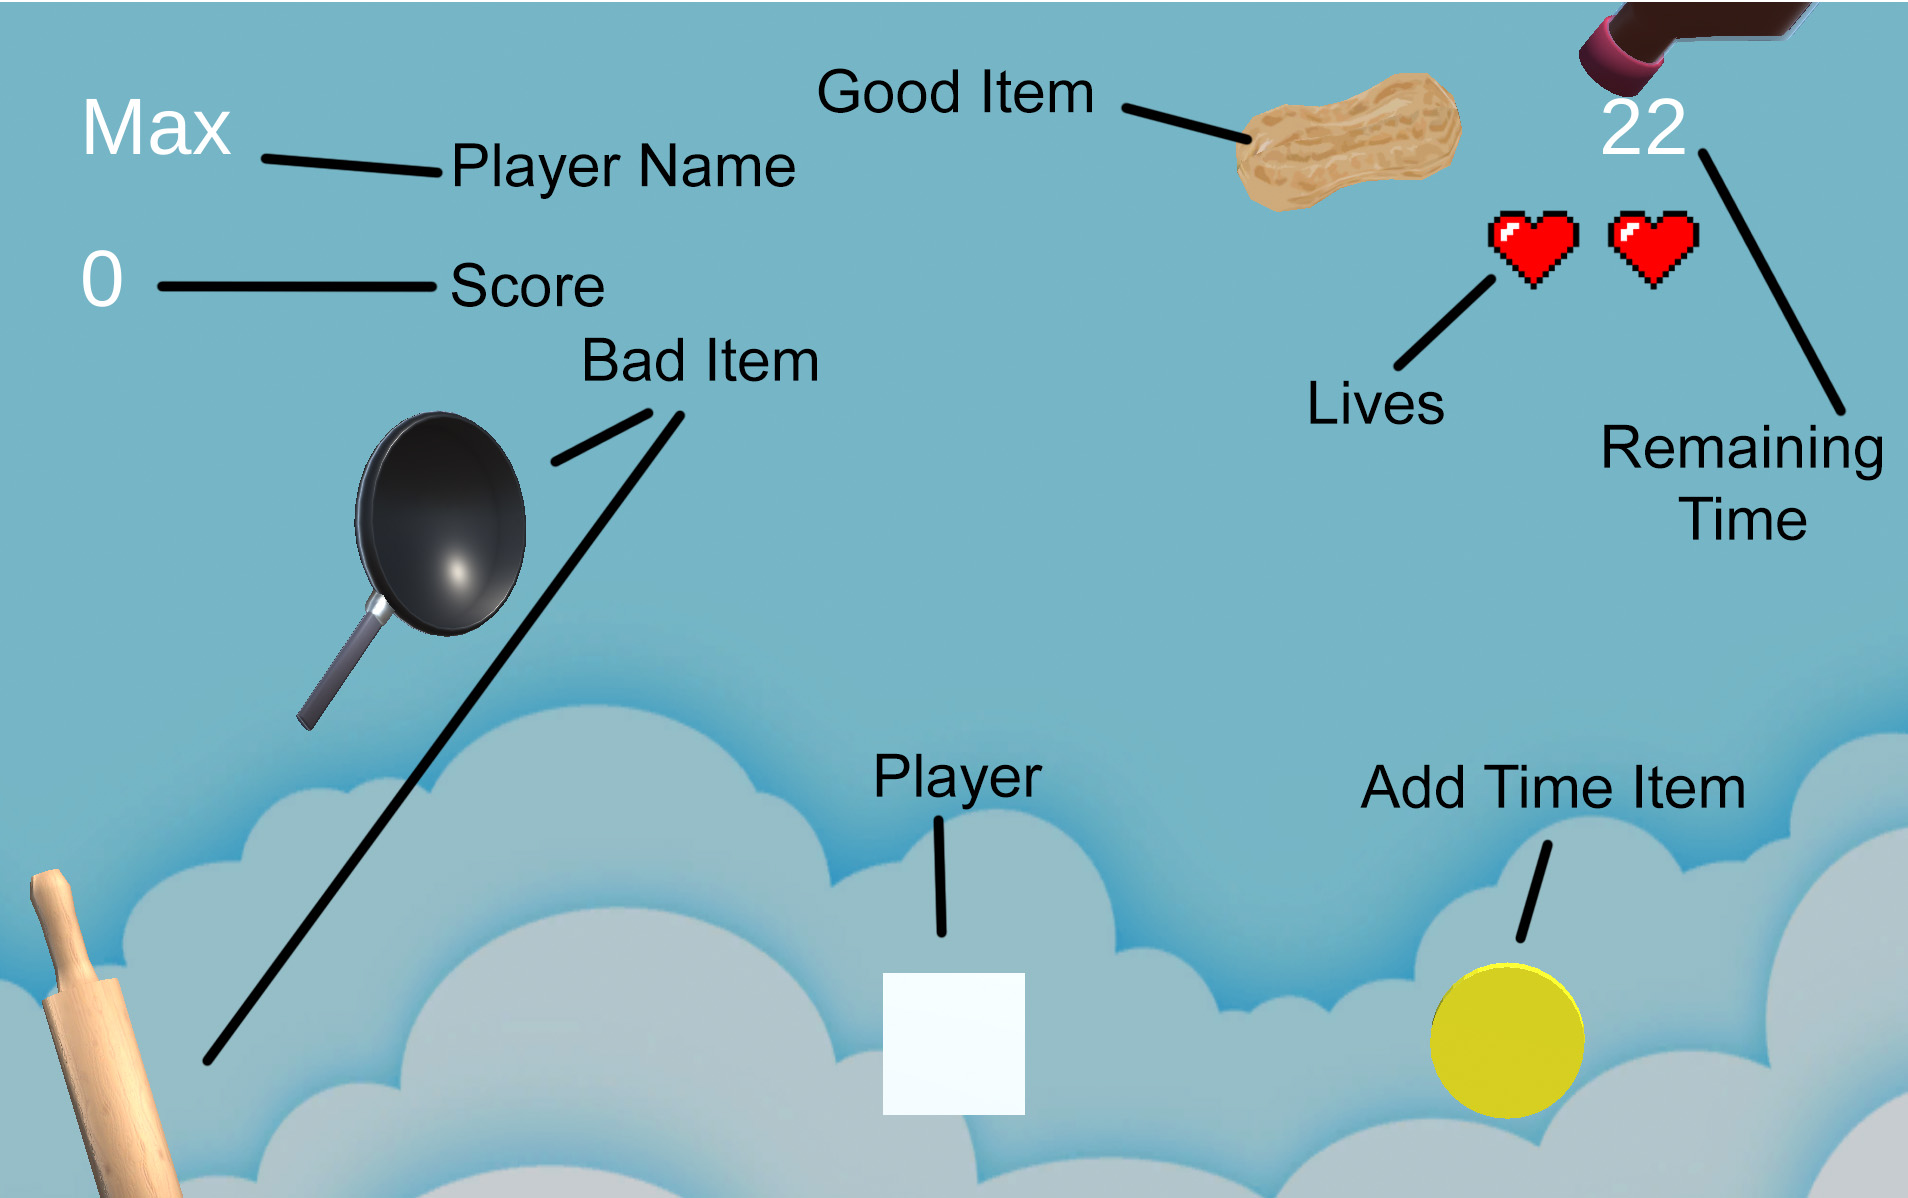 Max
Player Name
Good Item
22
0
Score
Bad Item
Lives
Remaining
Time
Player
Add Time Item